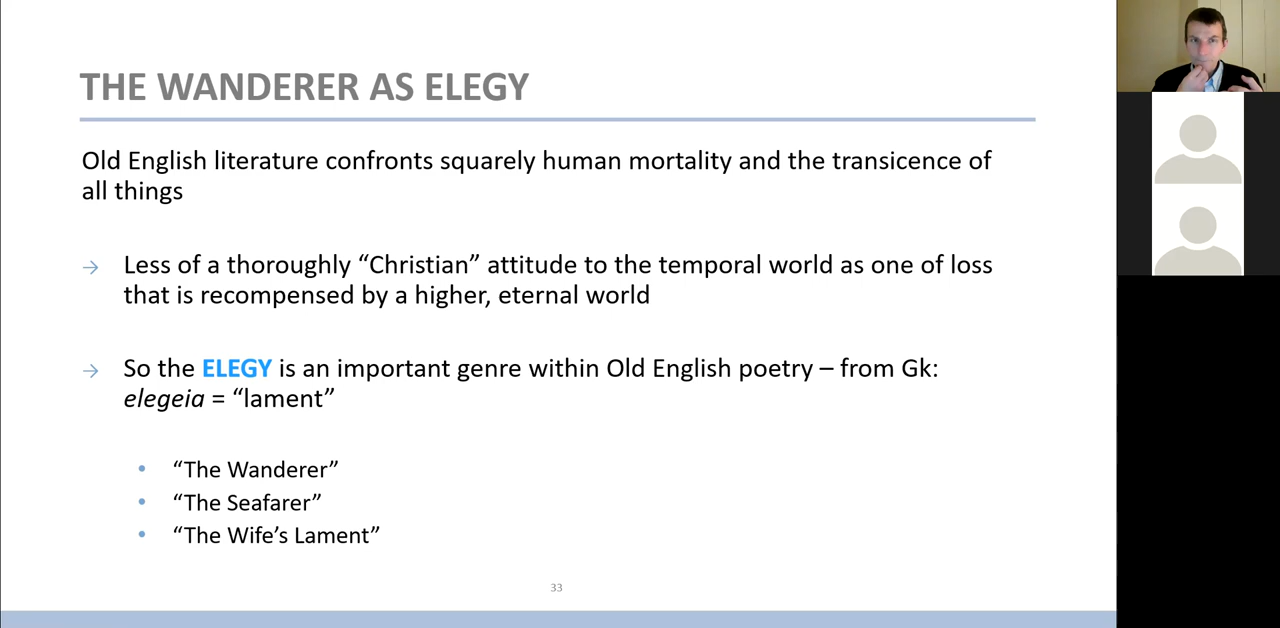 THE WANDERER AS ELEGY
Old English literature confronts squarely human mortality and the transicence of
all things
→ Less of a thoroughly “Christian” attitude to the temporal world as one of loss
that is recompensed by a higher, eternal world
→ So the ELEGY is an important genre within Old English poetry – from Gk:
elegeia = “lament”
• “The Wanderer”
• “The Seafarer”
• “The Wife’s Lament”
33